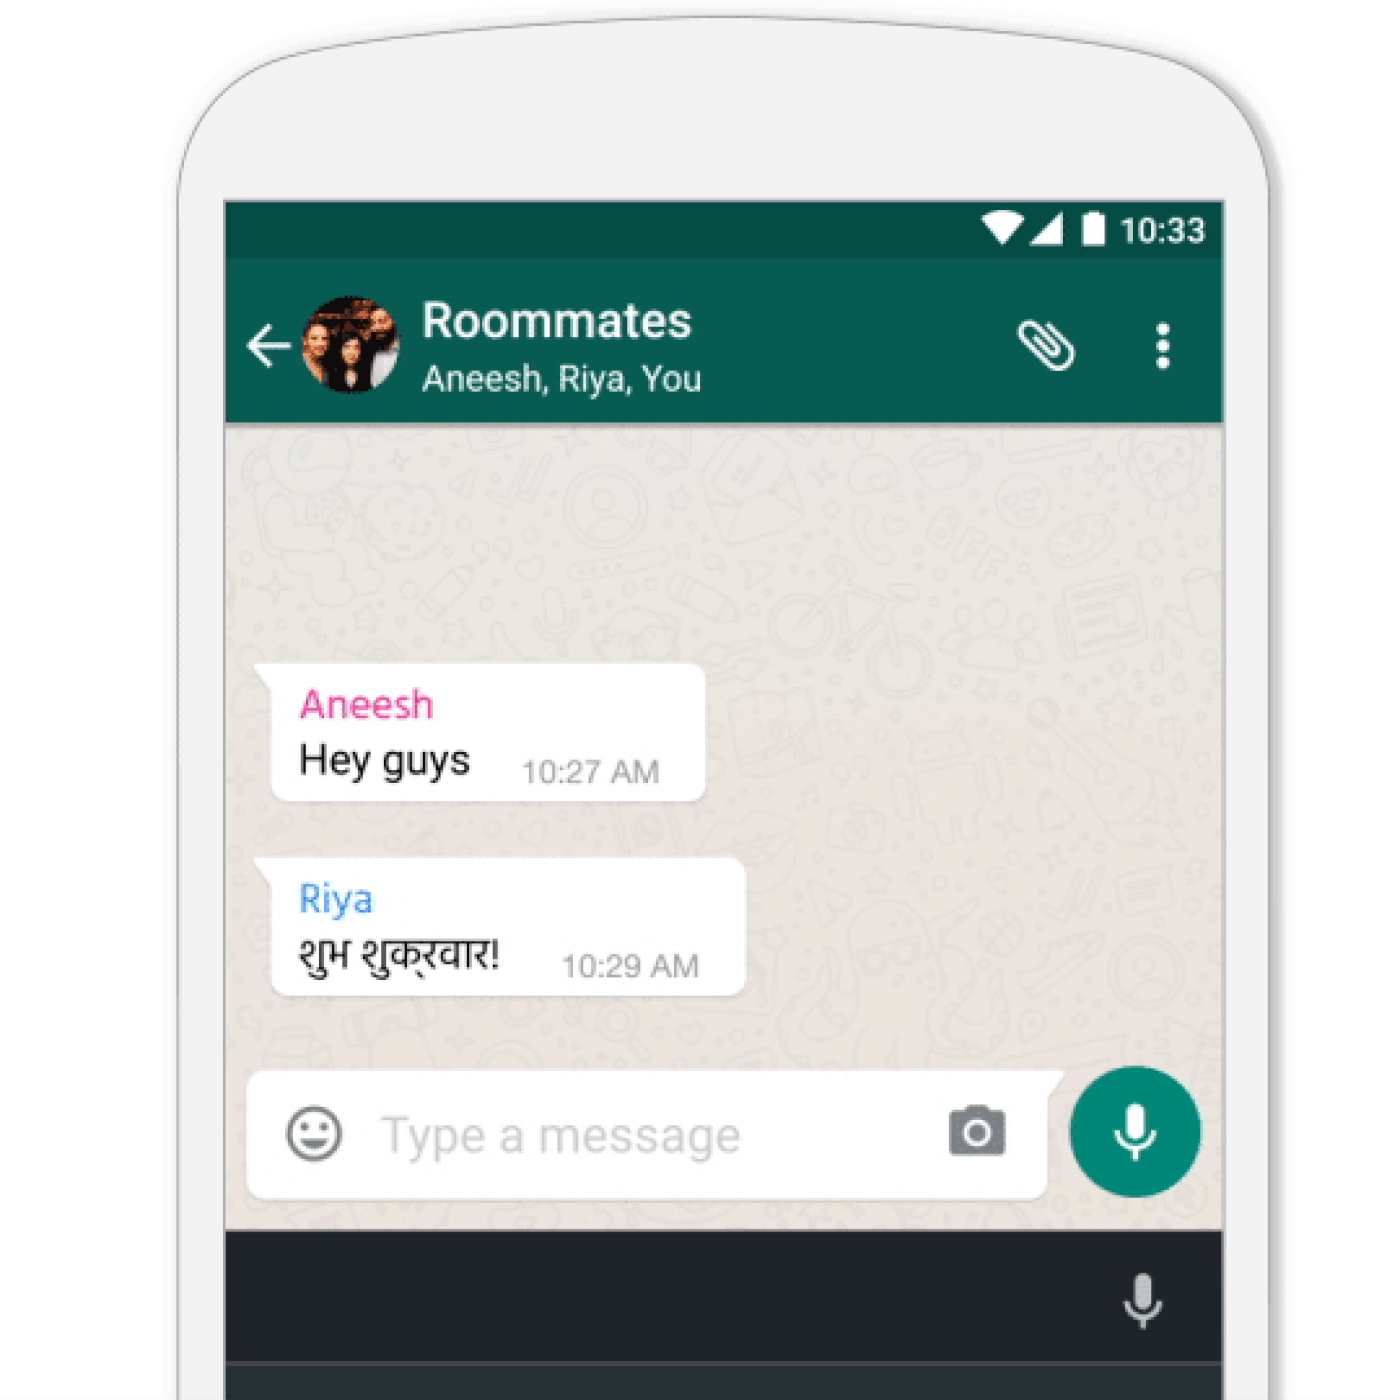 10:33
Roommates
Aneesh, Riya, You
Aneesh
Hey guys 10:27 AM
Riya
शुभ शुक्‌रवार! 10:29 AM
Type a message